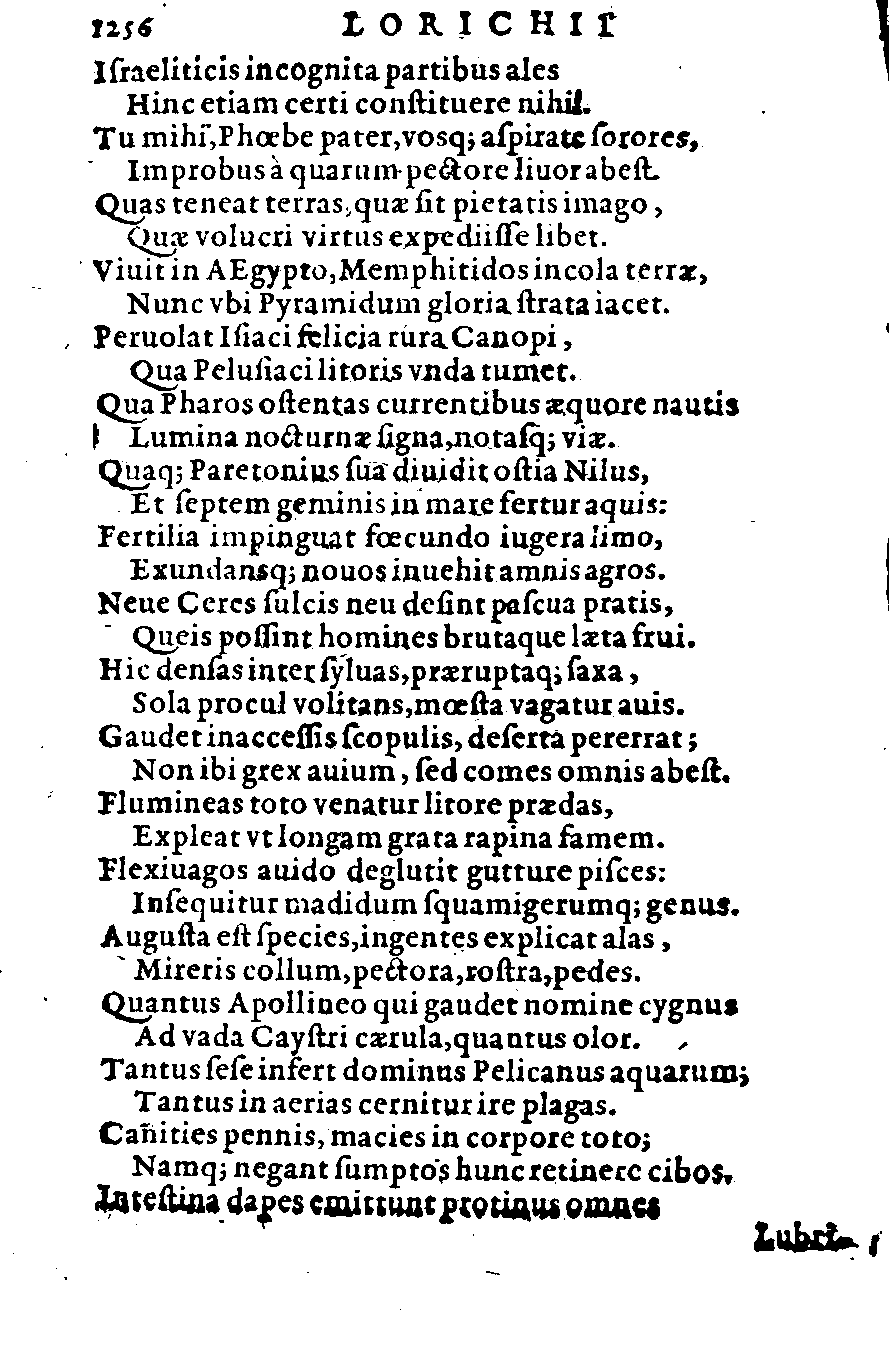 1256 LORICHII
Iſraeliticis incognita partibus ales
Hinc etiam certi conſtituere nihil.
Tu mihi, Phœbe pater, vosq; aſpirate ſorores,
Improbus à quarum pectore liuor abeſt.
Quas teneat terras, quæ ſit pietatis imago,
Quæ volucri virtus expediiſſe libet.
Viuit in AEgypto, Memphitidos incola terræ,
Nunc vbi Pyramidum gloria ſtrata iacet.
Peruolat Iſiaci felicia rura Canopi,
Qua Peluſiaci litoris vnda tumet.
Qua Pharos oſtentas currentibus æquore nautis
Lumina nocturnæ ſigna, notaſq; viæ.
Quaq; Paretonius ſua diuidit oſtia Nilus,
Et ſeptem geminis in mare fertur aquis:
Fertilia impinguat fœcundo iugera limo,
Exundansq; nouos inuehit amnis agros.
Neue Ceres ſulcis neu deſint paſcua pratis,
Queis poſſint homines brutaque læta frui.
Hic denſas inter ſyluas, præruptaq; ſaxa,
Sola procul volitans, mœſta vagatur auis.
Gaudet inacceſſis ſcopulis, deſerta pererrat;
Non ibi grex auium, ſed comes omnis abeſt.
Flumineas toto venatur litore prædas,
Expleat vt longam grata rapina famem.
Flexiuagos auido deglutit gutture piſces:
Inſequitur madidum ſquamigerumq; genus.
Auguſta eſt ſpecies, ingentes explicat alas,
Mireris collum, pectora, roſtra, pedes.
Quantus Apollineo qui gaudet nomine cygnus
Ad vada Cayſtri cærula, quantus olor.
Tantus ſeſe infert dominus Pelicanus aquarum;
Tantus in aerias cernitur ire plagas.
Canities pennis, macies in corpore toto;
Namq; negant ſumptos hunc retinere cibos.
Inteſtina dapes emittunt protinus omnes
Lubri-